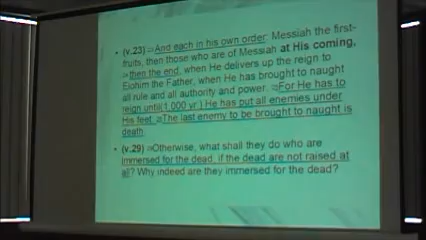 • (v.23) And each in his own order: Messiah the first-
fruits, then those who are of Messiah at His coming,
then the end, when He delivers up the reign to
Elohim the Father, when He has brought to naught
all rule and all authority and power. For He has to
reign until(1,000 yr.) He has put all enemies under
His feet. The last enemy to be brought to naught is
death.
• (v.29) Otherwise, what shall they do who are
immersed for the dead, if the dead are not raised at
all? Why indeed are they immersed for the dead?